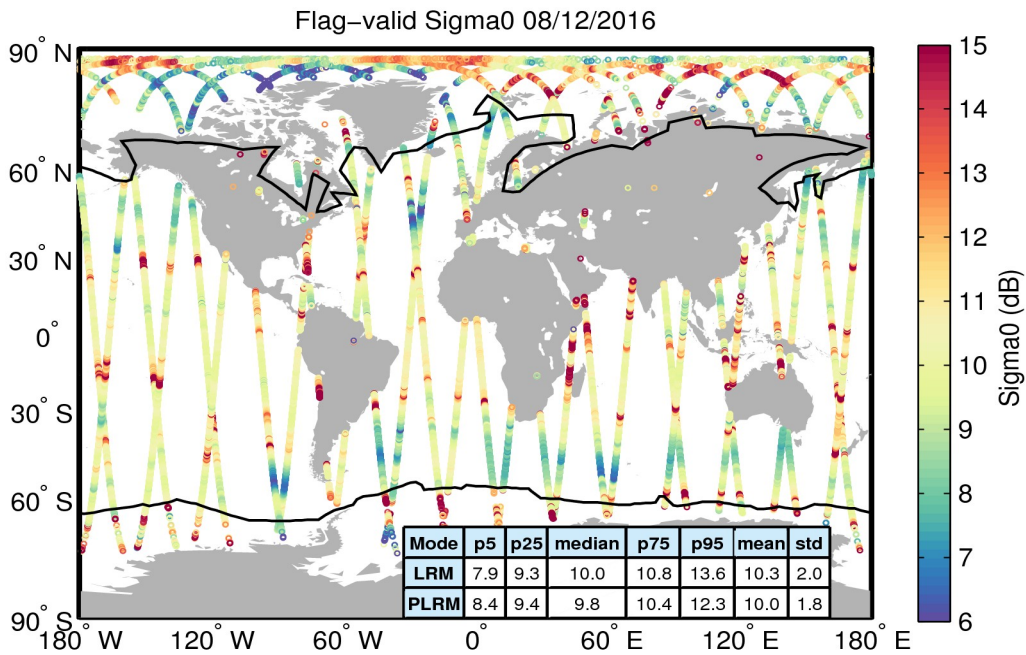 Flag−valid Sigma0 08/12/2016
90° N
60° N
30° N
0°
30° S
60° S
90° S
180° W
120° W
60° W
0°
60° E
120° E
180° E
15
14
13
12
11
10
9
8
7
6
Sigma0 (dB)
Mode p5 p25 median p75 p95 mean std
LRM 7.9 9.3 10.0 10.8 13.6 10.3 2.0
PLRM 8.4 9.4 9.8 10.4 12.3 10.0 1.8